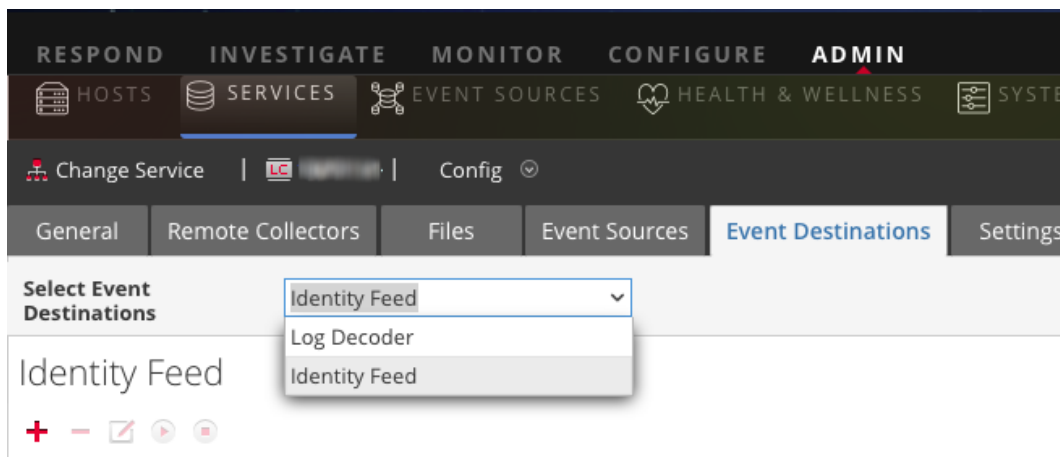 RESPOND INVESTIGATE MONITOR CONFIGURE ADMIN
HOSTS SERVICES EVENT SOURCES HEALTH & WELLNESS SYSTE
Change Service | LC | Config
General Remote Collectors Files Event Sources Event Destinations Settings
Select Event Identity Feed
Destinations
Log Decoder
Identity Feed
Identity Feed